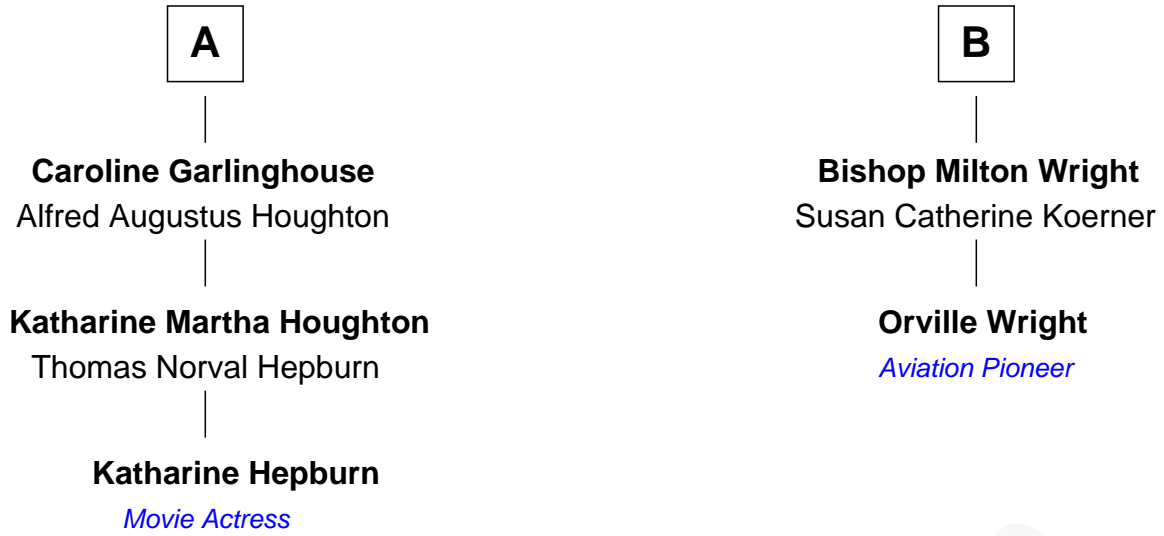 A
Caroline Garlinghouse
Alfred Augustus Houghton
Katharine Martha Houghton
Thomas Norval Hepburn
Katharine Hepburn
Movie Actress
B
Bishop Milton Wright
Susan Catherine Koerner
Orville Wright
Aviation Pioneer